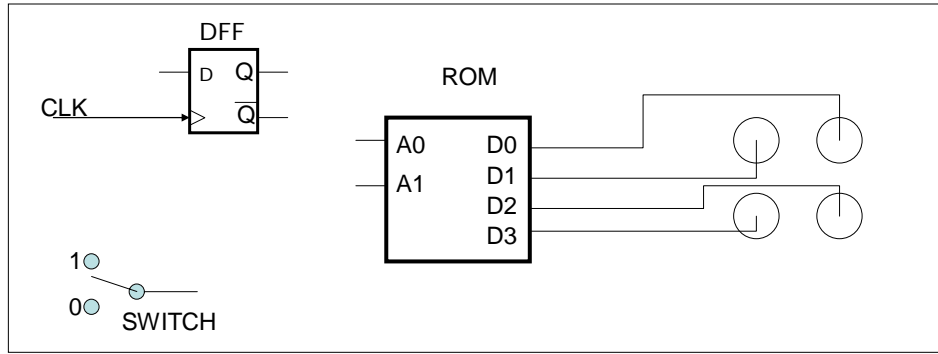 DFF
D Q
CLK
Q
ROM
A0 D0
A1 D1
D2
D3
1
0
SWITCH